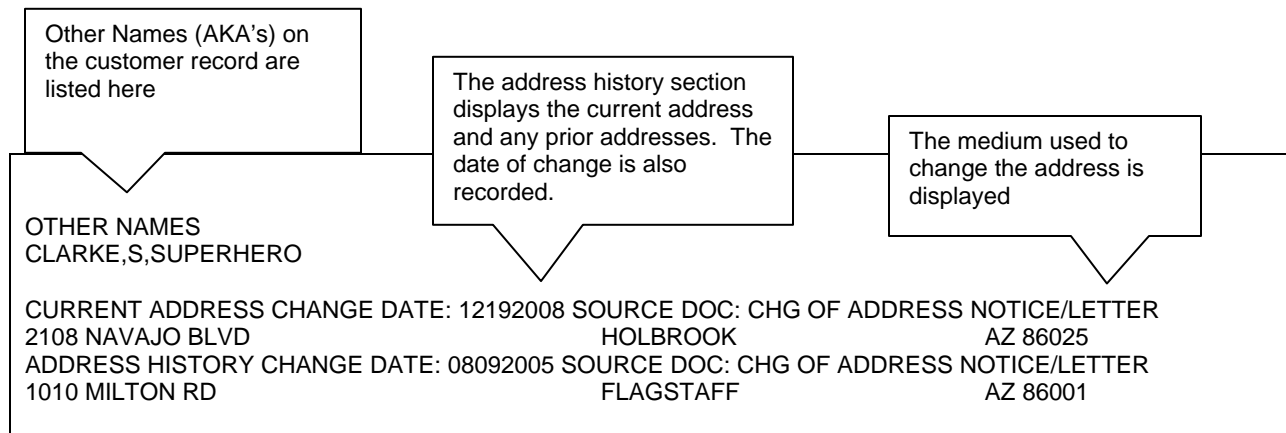 Other Names (AKA's) on
the customer record are
listed here
The address history section
displays the current address
and any prior addresses.  The
date of change is also
recorded.
The medium used to
change the address is
displayed
OTHER NAMES
CLARKE,S,SUPERHERO
CURRENT ADDRESS CHANGE DATE: 12192008 SOURCE DOC: CHG OF ADDRESS NOTICE/LETTER
2108 NAVAJO BLVD HOLBROOK AZ 86025
ADDRESS HISTORY CHANGE DATE: 08092005 SOURCE DOC: CHG OF ADDRESS NOTICE/LETTER
1010 MILTON RD FLAGSTAFF AZ 86001